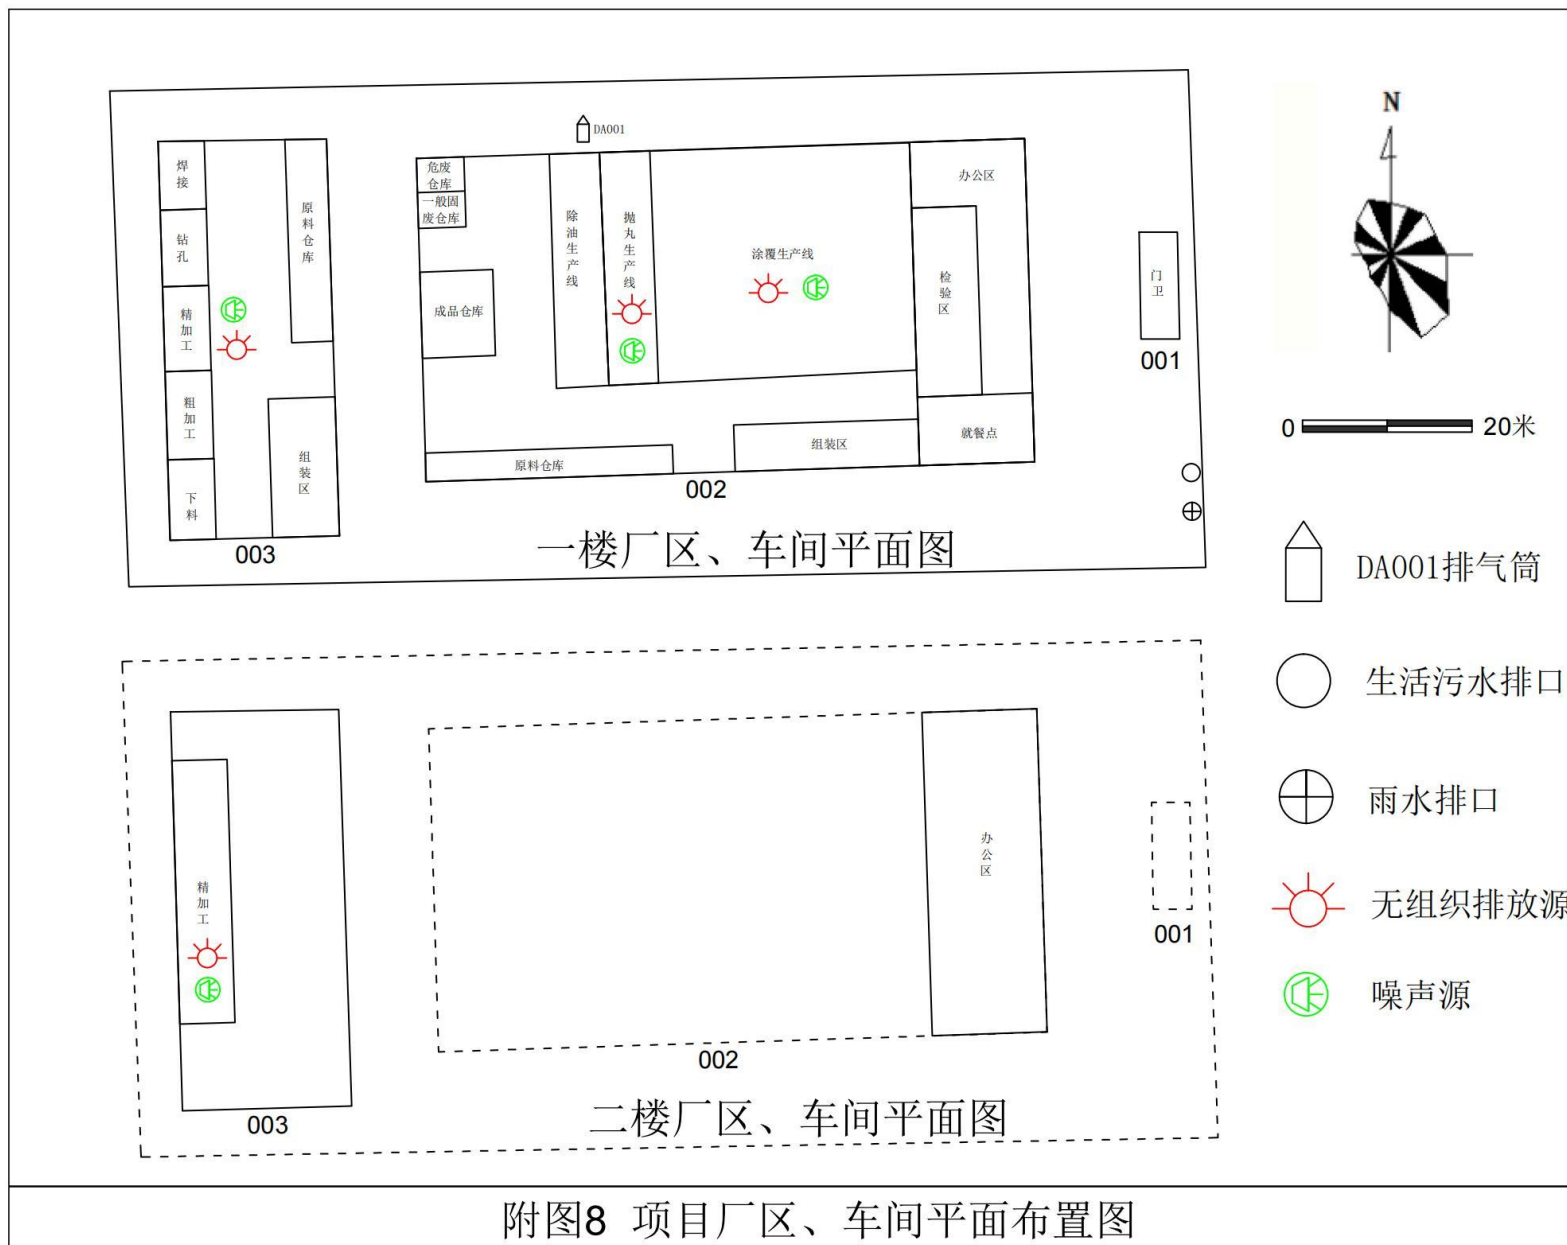 DA001
焊接
钻孔
精加工
粗加工
下料
原料仓库
组装区
003
危废
仓库
一般固
废仓库
成品仓库
除油生产线
抛丸生产线
涂覆生产线
办公区
检验区
原料仓库
组装区
就餐点
002
门卫
001
一楼厂区、车间平面图
N
0
20米
DA001排气筒
生活污水排口
雨水排口
无组织排放源
噪声源
精加工
003
002
办公区
001
二楼厂区、车间平面图
附图8 项目厂区、车间平面布置图